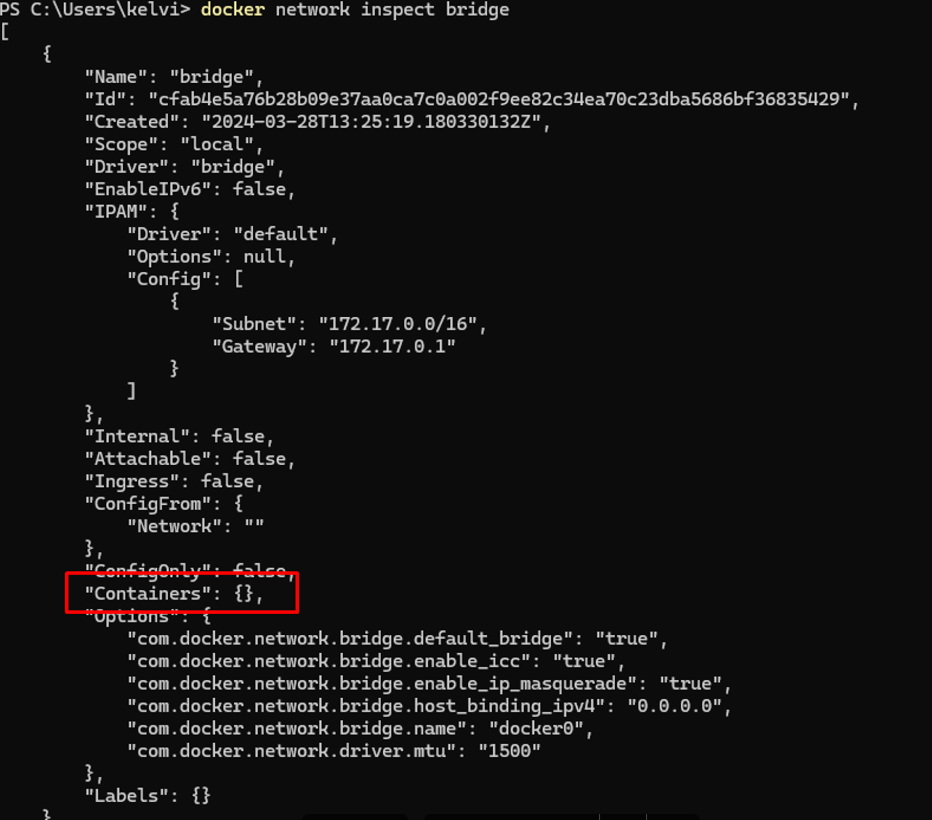 PS C:\Users\kelvi> docker network inspect bridge
[
    {
        "Name": "bridge",
        "Id": "cfab4e5a76b28b09e37aa0ca7c0a002f9ee82c34ea70c23dba5686bf36835429",
        "Created": "2024-03-28T13:25:19.180330132Z",
        "Scope": "local",
        "Driver": "bridge",
        "EnableIPv6": false,
        "IPAM": {
            "Driver": "default",
            "Options": null,
            "Config": [
                {
                    "Subnet": "172.17.0.0/16",
                    "Gateway": "172.17.0.1"
                }
            ]
        },
        "Internal": false,
        "Attachable": false,
        "Ingress": false,
        "ConfigFrom": {
            "Network": ""
        },
        "ConfigOnly": false,
        "Containers": {},
        "Options": {
            "com.docker.network.bridge.default_bridge": "true",
            "com.docker.network.bridge.enable_icc": "true",
            "com.docker.network.bridge.enable_ip_masquerade": "true",
            "com.docker.network.bridge.host_binding_ipv4": "0.0.0.0",
            "com.docker.network.bridge.name": "docker0",
            "com.docker.network.driver.mtu": "1500"
        },
        "Labels": {}
    }